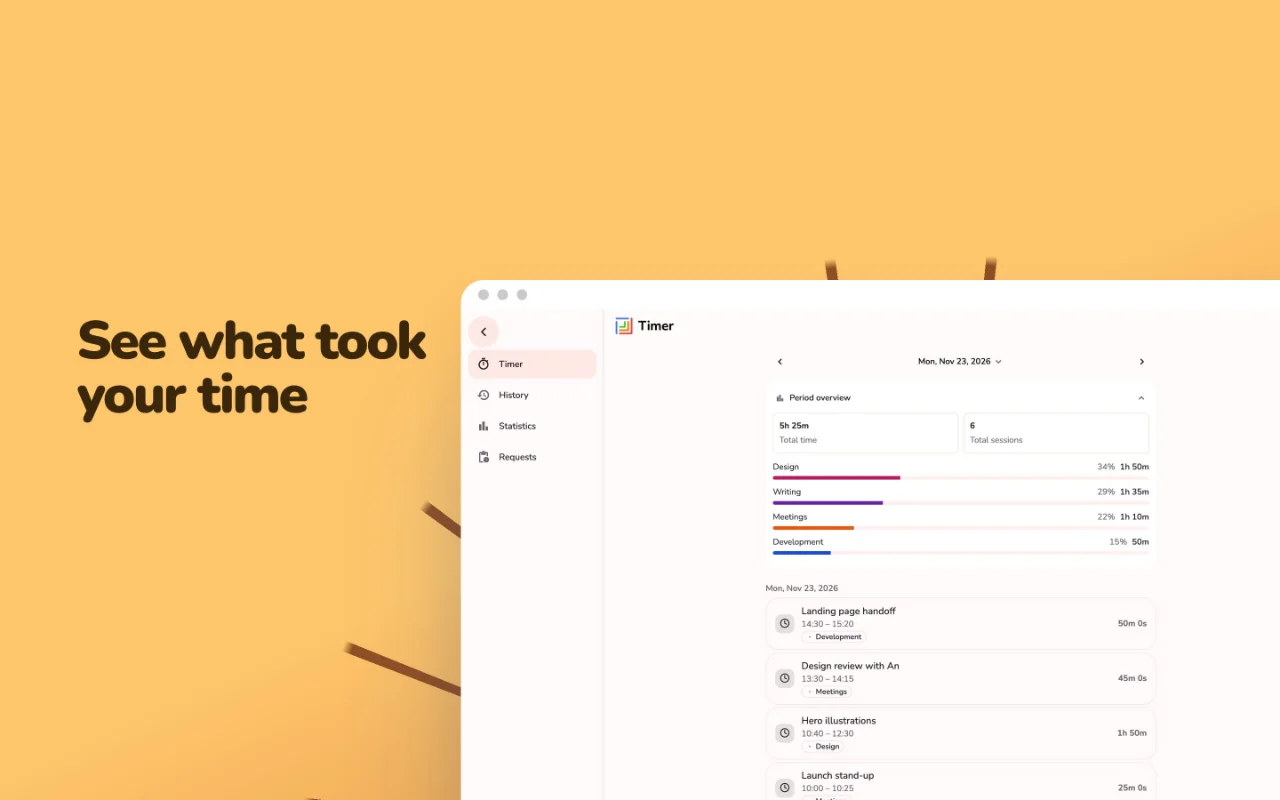 See what took
your time
Timer
History
Statistics
Requests
Timer
Mon, Nov 23, 2026
Period overview
5h 25m
Total time
6
Total sessions
Design 34% 1h 50m
Writing 29% 1h 35m
Meetings 22% 1h 10m
Development 15% 50m
Mon, Nov 23, 2026
Landing page handoff
14:30 – 15:20 50m 0s
Development
Design review with An
13:30 – 14:15 45m 0s
Meetings
Hero illustrations
10:40 – 12:30 1h 50m
Design
Launch stand-up
10:00 – 10:25 25m 0s